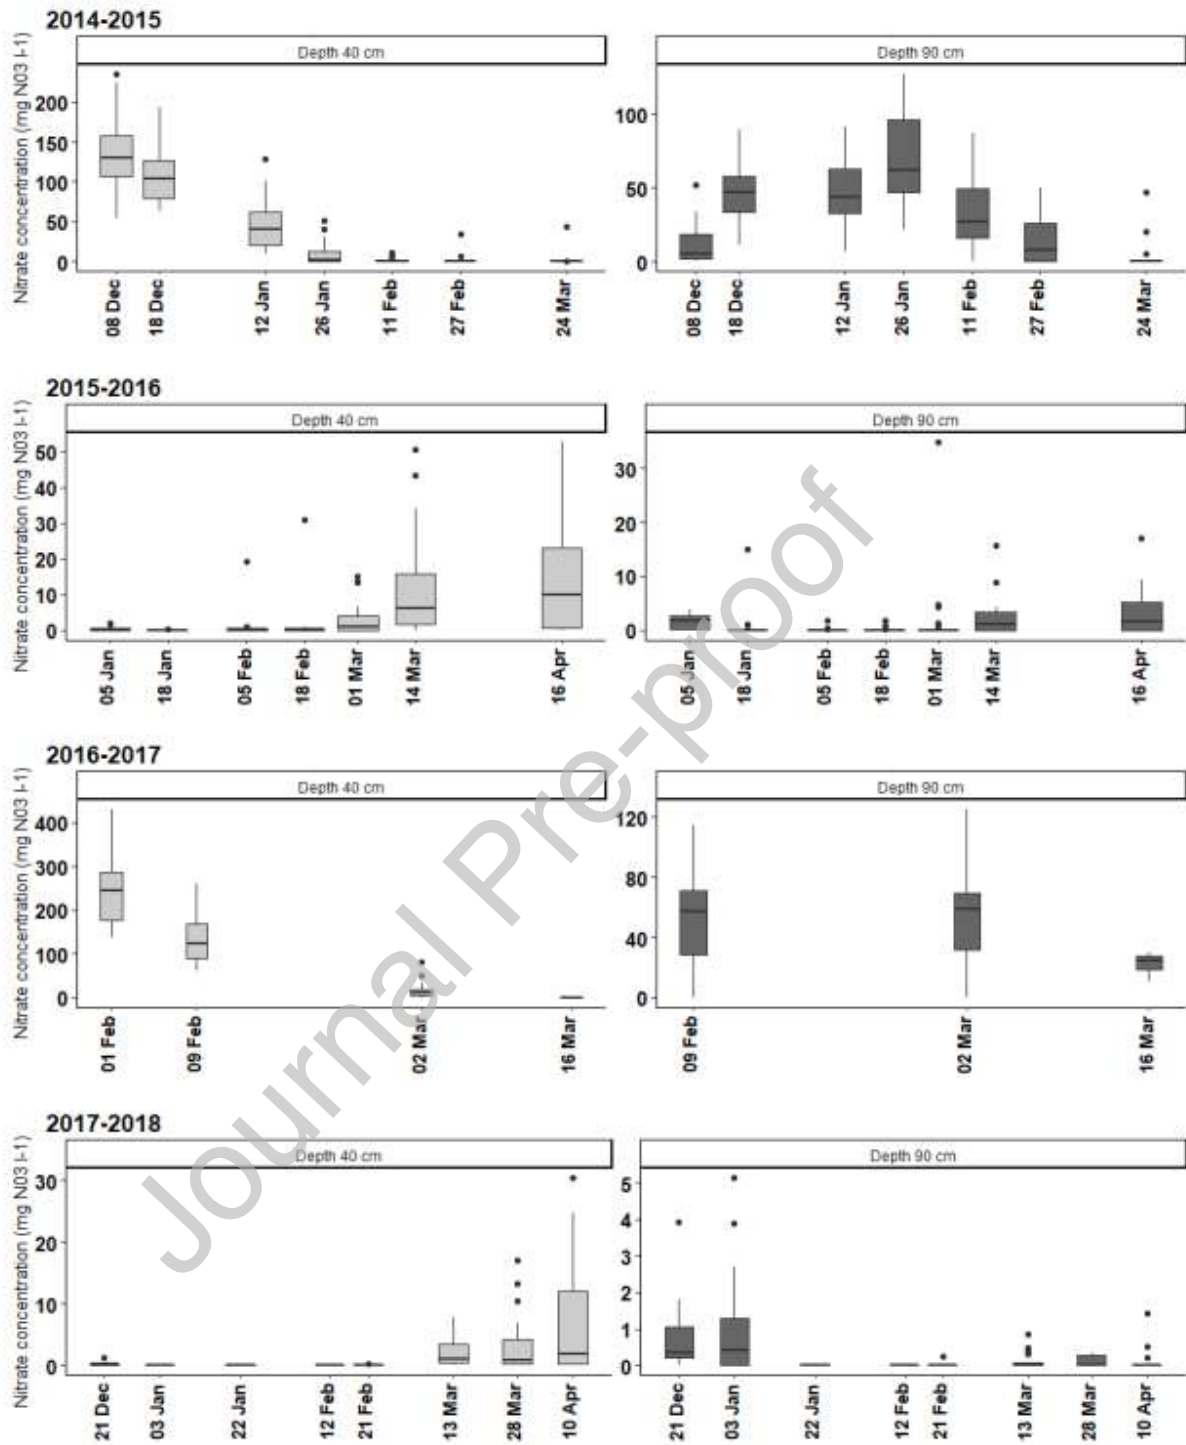 2014-2015
Depth 40 cm
Depth 90 cm
Nitrate concentration (mg N03 l-1)
200
150
100
50
0
100
50
0
08 Dec
18 Dec
12 Jan
26 Jan
11 Feb
27 Feb
24 Mar
08 Dec
18 Dec
12 Jan
26 Jan
11 Feb
27 Feb
24 Mar
2015-2016
Depth 40 cm
Depth 90 cm
Nitrate concentration (mg N03 l-1)
50
40
30
20
10
0
30
20
10
0
05 Jan
18 Jan
05 Feb
18 Feb
01 Mar
14 Mar
16 Apr
05 Jan
18 Jan
05 Feb
18 Feb
01 Mar
14 Mar
16 Apr
2016-2017
Depth 40 cm
Depth 90 cm
Nitrate concentration (mg N03 l-1)
400
300
200
100
0
120
80
40
0
01 Feb
09 Feb
02 Mar
16 Mar
09 Feb
02 Mar
16 Mar
2017-2018
Depth 40 cm
Depth 90 cm
Nitrate concentration (mg N03 l-1)
30
20
10
0
5
4
3
2
1
0
21 Dec
03 Jan
22 Jan
12 Feb
21 Feb
13 Mar
28 Mar
10 Apr
21 Dec
03 Jan
22 Jan
12 Feb
21 Feb
13 Mar
28 Mar
10 Apr
Journal Pre-proof